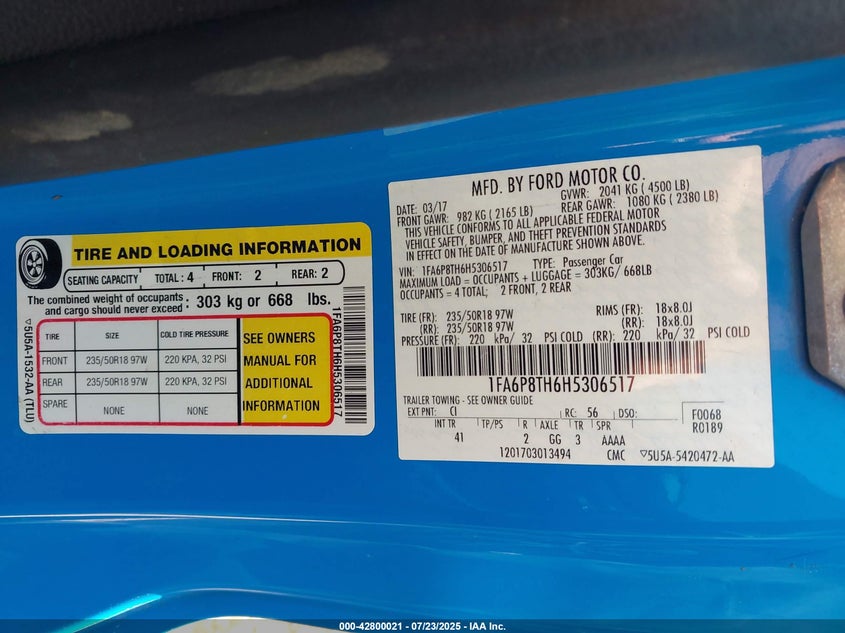 TIRE AND LOADING INFORMATION
SEATING CAPACITY TOTAL: 4 FRONT: 2 REAR: 2
The combined weight of occupants and cargo should never exceed : 303 kg or 668 lbs.
TIRE SIZE COLD TIRE PRESSURE
FRONT 235/50R18 97W 220 KPA, 32 PSI
REAR 235/50R18 97W 220 KPA, 32 PSI
SPARE NONE NONE
SEE OWNERS
MANUAL FOR
ADDITIONAL
INFORMATION
▽5U5A-1532-AA (TLU)
1FA6P8TH6H5306517
MFD. BY FORD MOTOR CO.
DATE: 03/17 GVWR: 2041 KG (4500 LB)
FRONT GAWR: 982 KG (2165 LB) REAR GAWR: 1080 KG (2380 LB)
THIS VEHICLE CONFORMS TO ALL APPLICABLE FEDERAL MOTOR
VEHICLE SAFETY, BUMPER, AND THEFT PREVENTION STANDARDS
IN EFFECT ON THE DATE OF MANUFACTURE SHOWN ABOVE.
VIN: 1FA6P8TH6H5306517 TYPE: Passenger Car
MAXIMUM LOAD = OCCUPANTS + LUGGAGE = 303KG/ 668LB
OCCUPANTS = 4 TOTAL; 2 FRONT, 2 REAR
TIRE (FR): 235/50R18 97W RIMS (FR): 18x8.0J
(RR): 235/50R18 97W (RR): 18x8.0J
PRESSURE (FR): 220 kPa/ 32 PSI COLD (RR): 220 kPa/ 32 PSI COLD
1FA6P8TH6H5306517
TRAILER TOWING - SEE OWNER GUIDE
EXT PNT: CI RC: 56 DSO: F0068
R0189
INT TR TP/PS R AXLE TR SPR
41 2 GG 3 AAAA
1201703013494 CMC ▽5U5A-5420472-AA
000-42800021 - 07/23/2025 - IAA Inc.